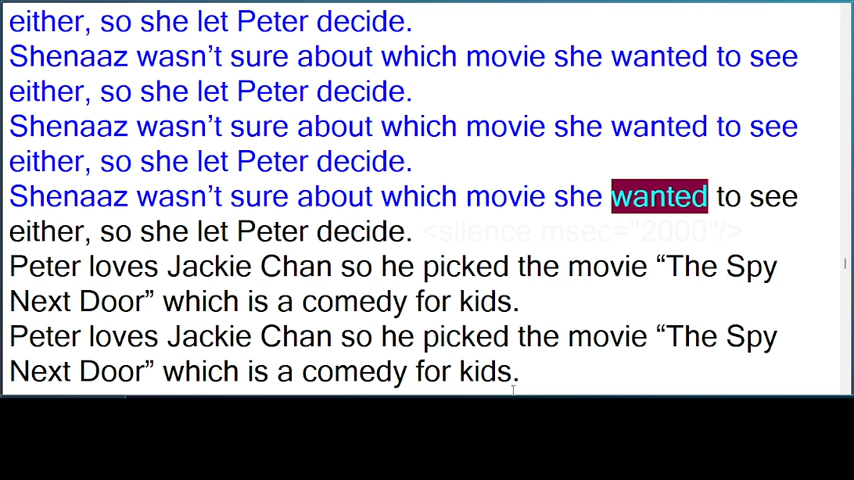 either, so she let Peter decide.
Shenaaz wasn’t sure about which movie she wanted to see
either, so she let Peter decide.
Shenaaz wasn’t sure about which movie she wanted to see
either, so she let Peter decide.
Shenaaz wasn’t sure about which movie she wanted to see
either, so she let Peter decide. <silence msec="2000"/>
Peter loves Jackie Chan so he picked the movie “The Spy
Next Door” which is a comedy for kids.
Peter loves Jackie Chan so he picked the movie “The Spy
Next Door” which is a comedy for kids.